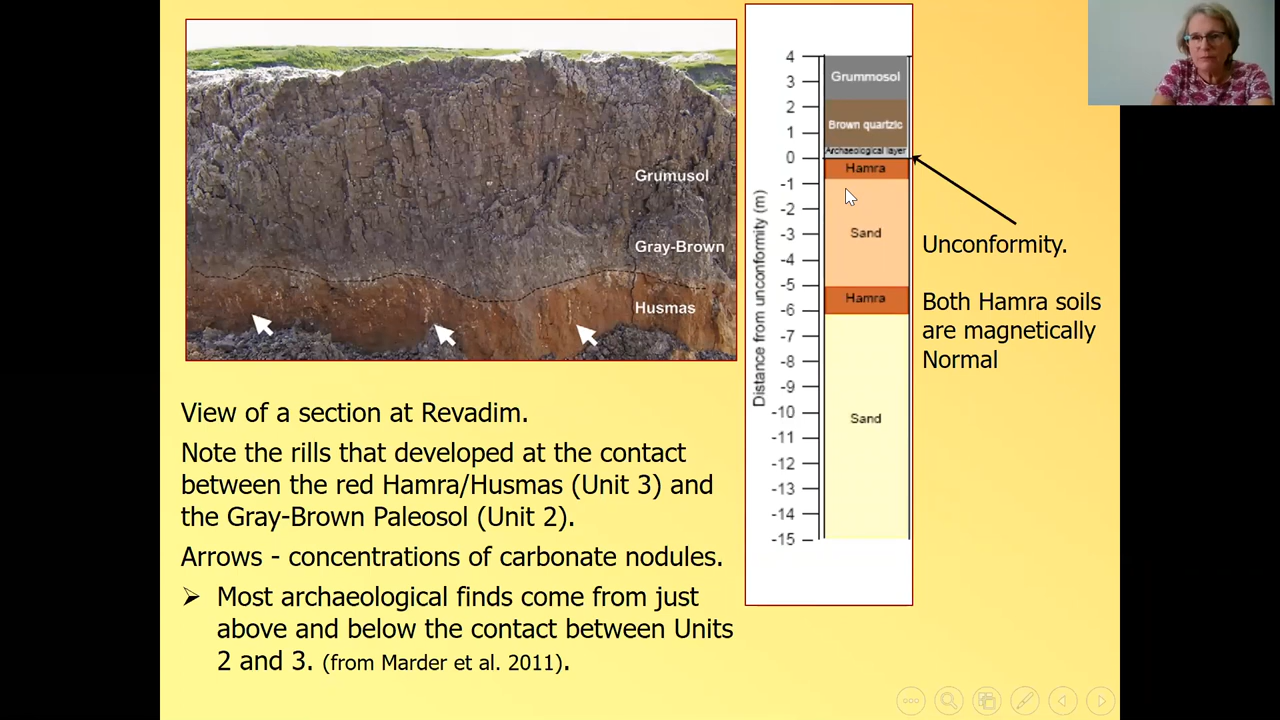 Grumusol
Gray-Brown
Husmas
View of a section at Revadim.
Note the rills that developed at the contact
between the red Hamra/Husmas (Unit 3) and
the Gray-Brown Paleosol (Unit 2).
Arrows - concentrations of carbonate nodules.
Most archaeological finds come from just
above and below the contact between Units
2 and 3. (from Marder et al. 2011).
Distance from unconformity (m)
4
3
2
1
0
-1
-2
-3
-4
-5
-6
-7
-8
-9
-10
-11
-12
-13
-14
-15
Grummosol
Brown quartzic
Archaeological layer
Hamra
Sand
Hamra
Sand
Unconformity.
Both Hamra soils
are magnetically
Normal